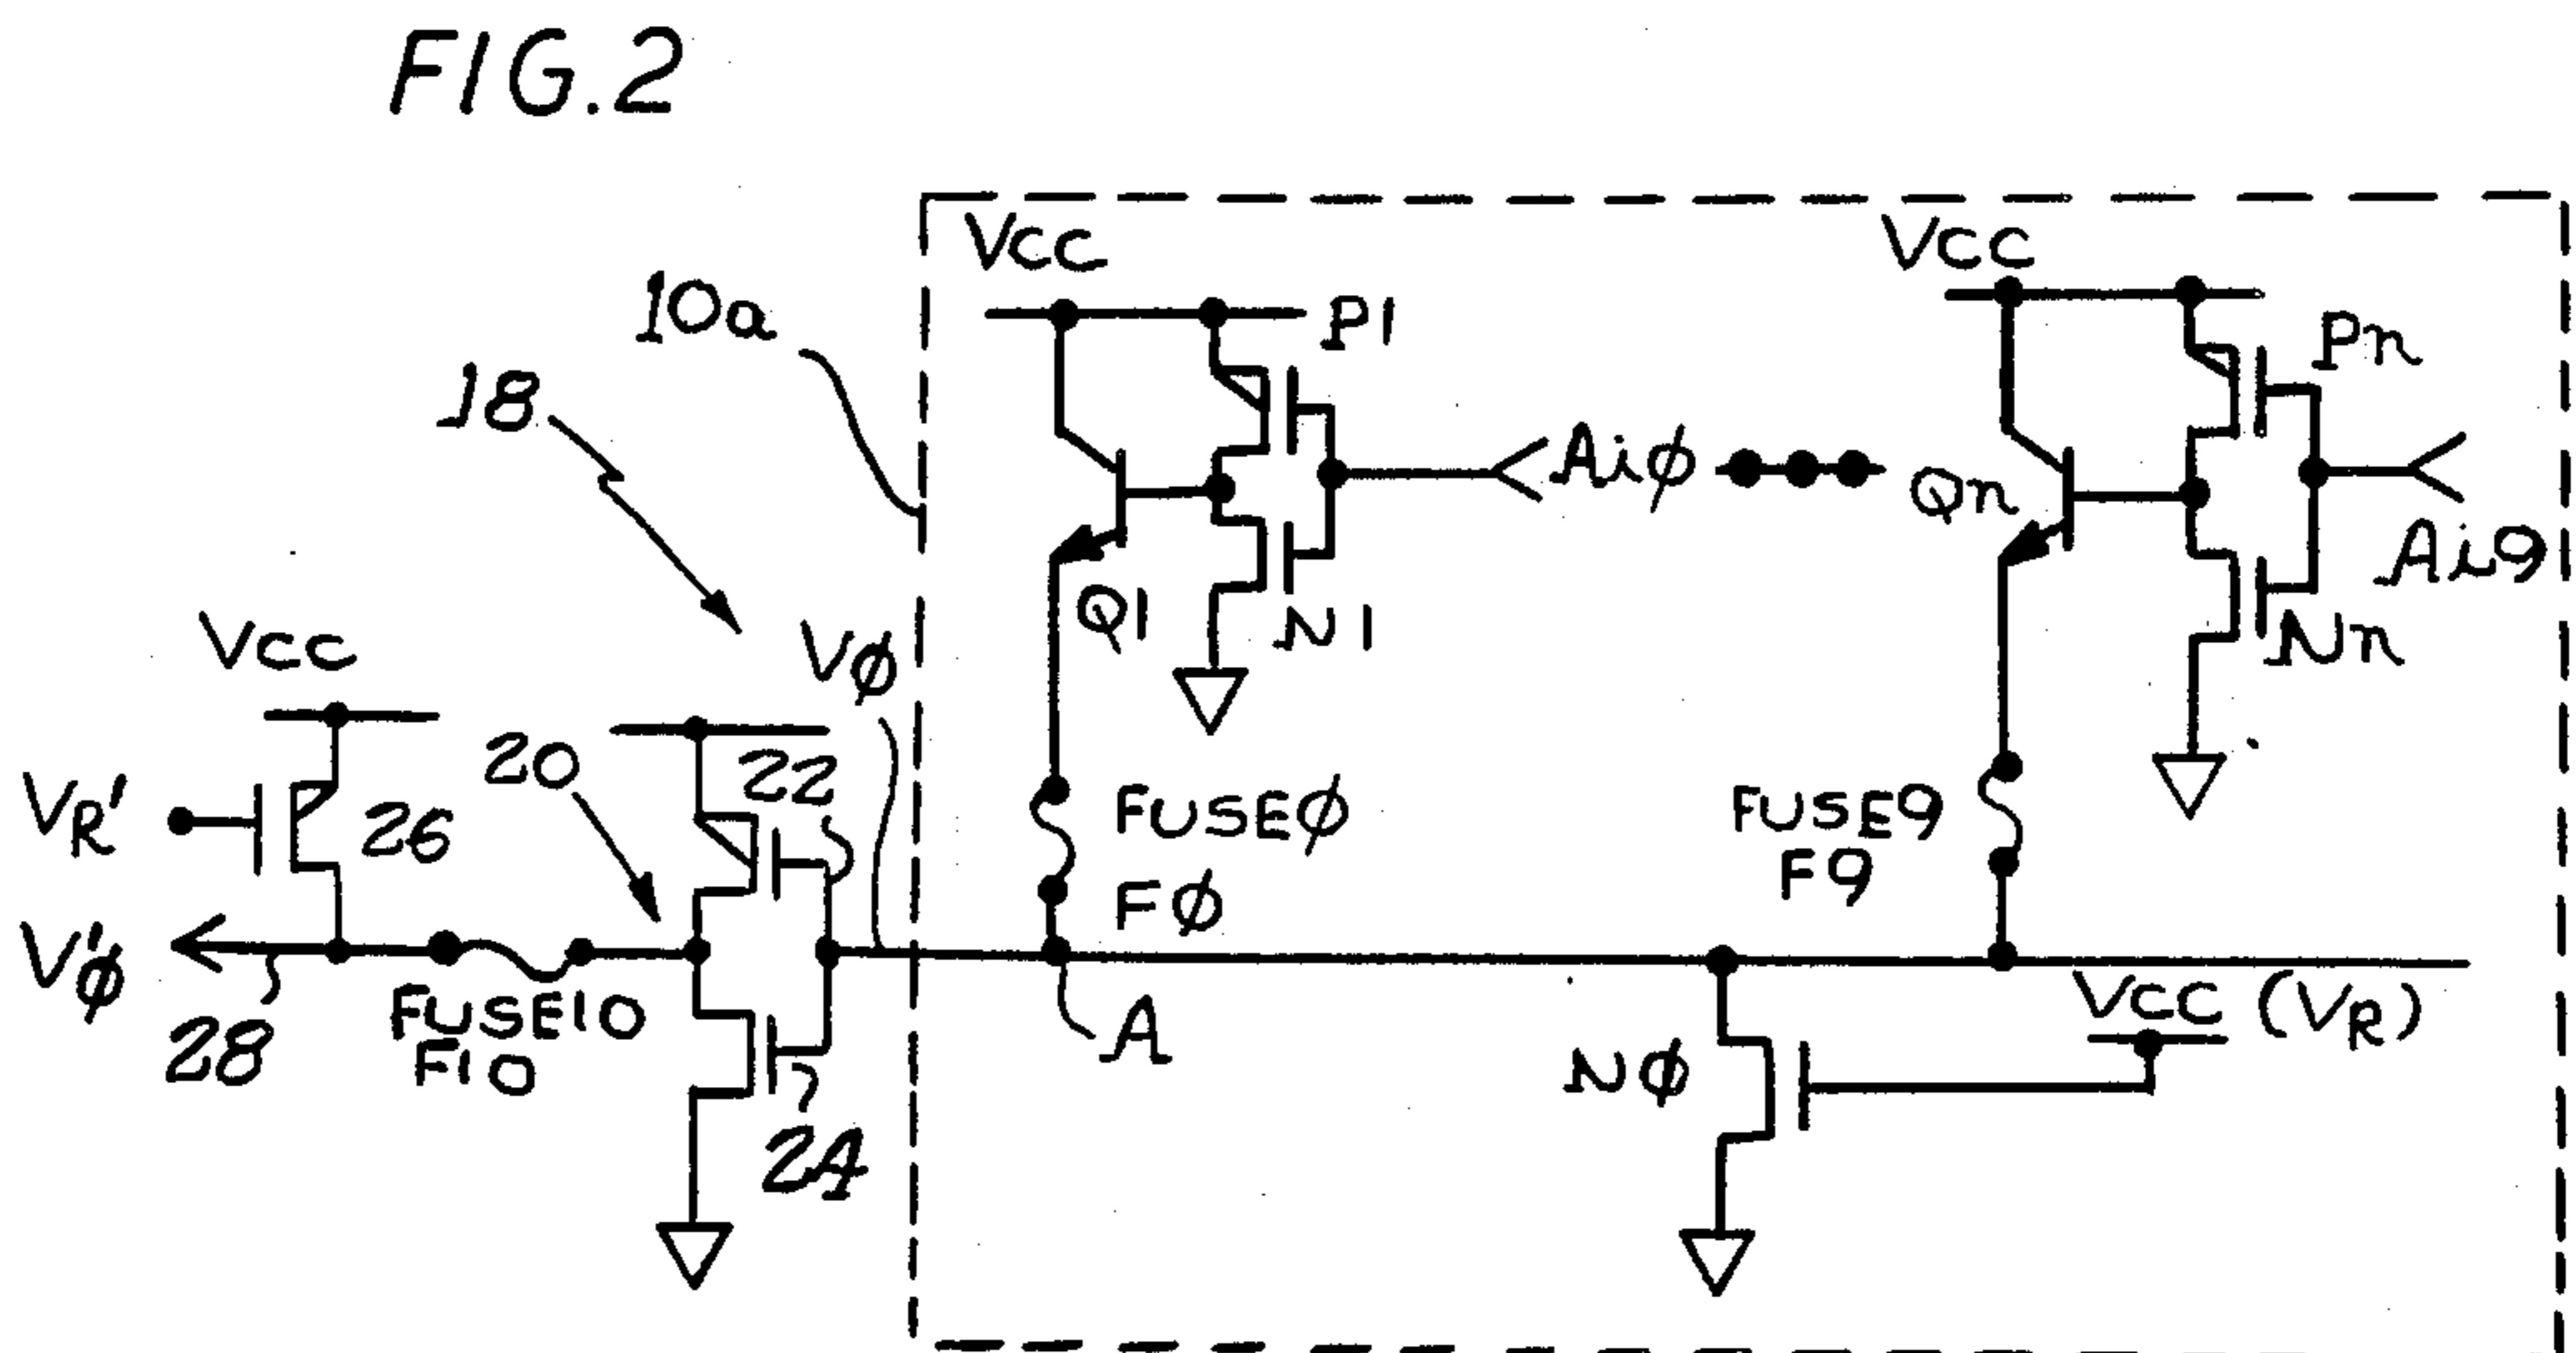 FIG.2
Vcc
Vcc
10a
P1
Pn
18
Aiφ
Qn
Ai9
Q1
N1
Nn
Vφ
Vcc
20
22
VR'
26
FUSEφ
FUSE9
Fφ
F9
V'φ
28
FUSE10
F10
A
Vcc (VR)
Nφ
24